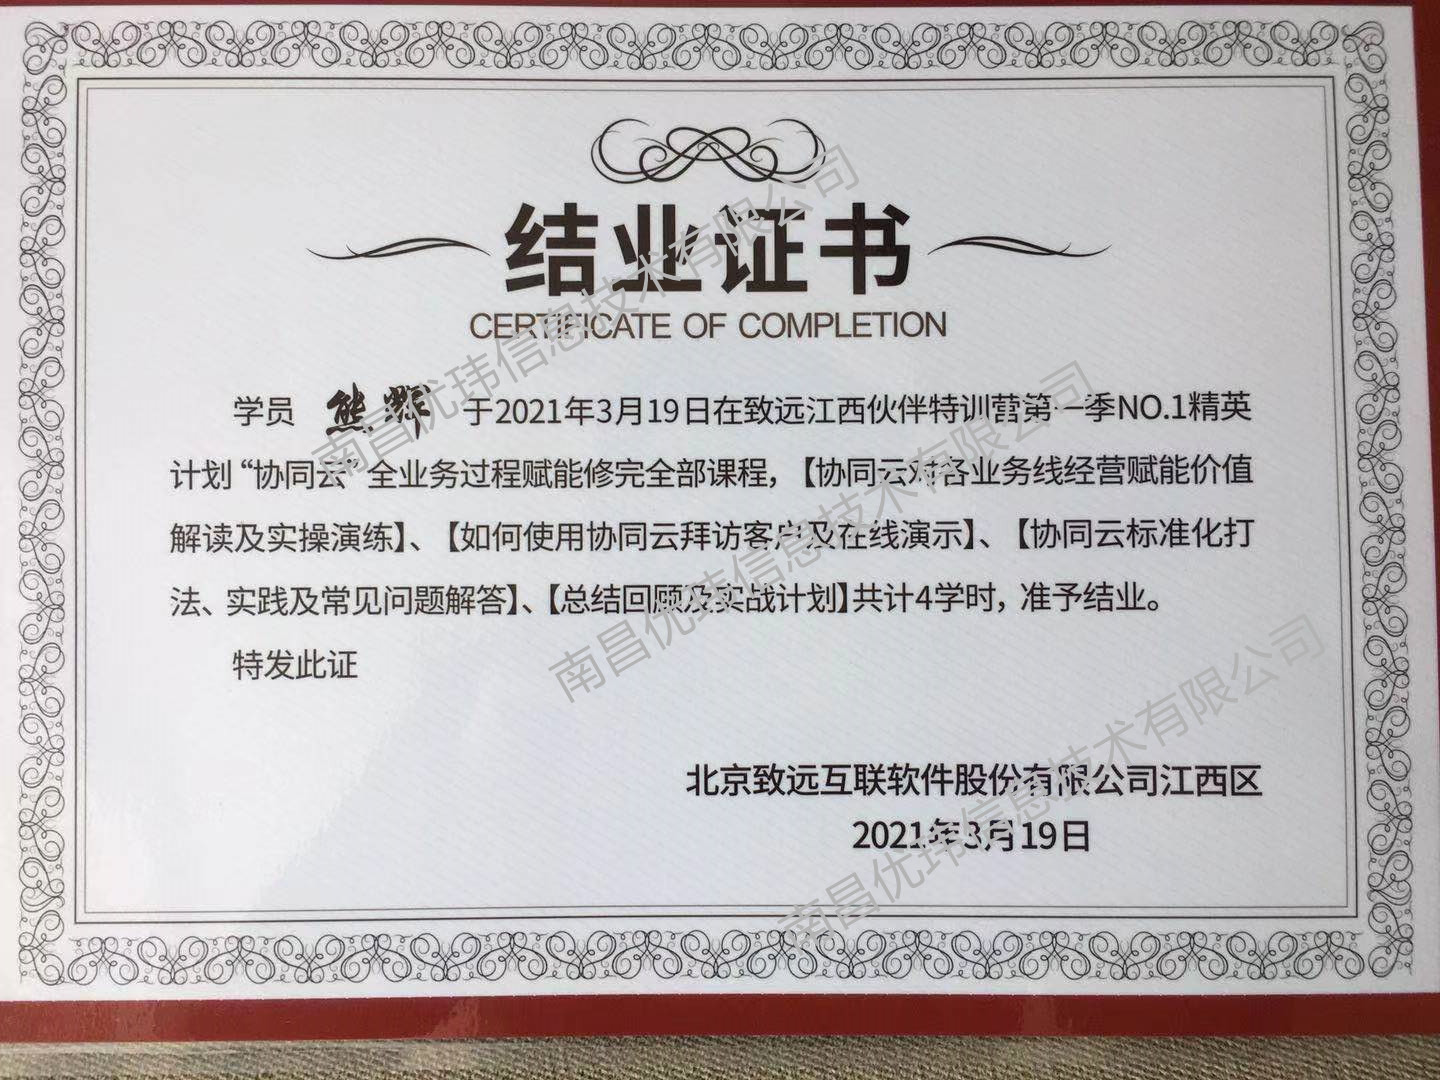 结业证书
CERTIFICATE OF COMPLETION
学员 熊辉 于2021年3月19日在致远江西伙伴特训营第一季NO.1精英
计划“协同云”全业务过程赋能修完全部课程，【协同云对各业务线经营赋能价值
解读及实操演练】、【如何使用协同云拜访客户及在线演示】、【协同云标准化打
法、实践及常见问题解答】、【总结回顾及实战计划】共计4学时，准予结业。
特发此证
北京致远互联软件股份有限公司江西区
2021年3月19日
南昌优玮信息技术有限公司
南昌优玮信息技术有限公司
南昌优玮信息技术有限公司